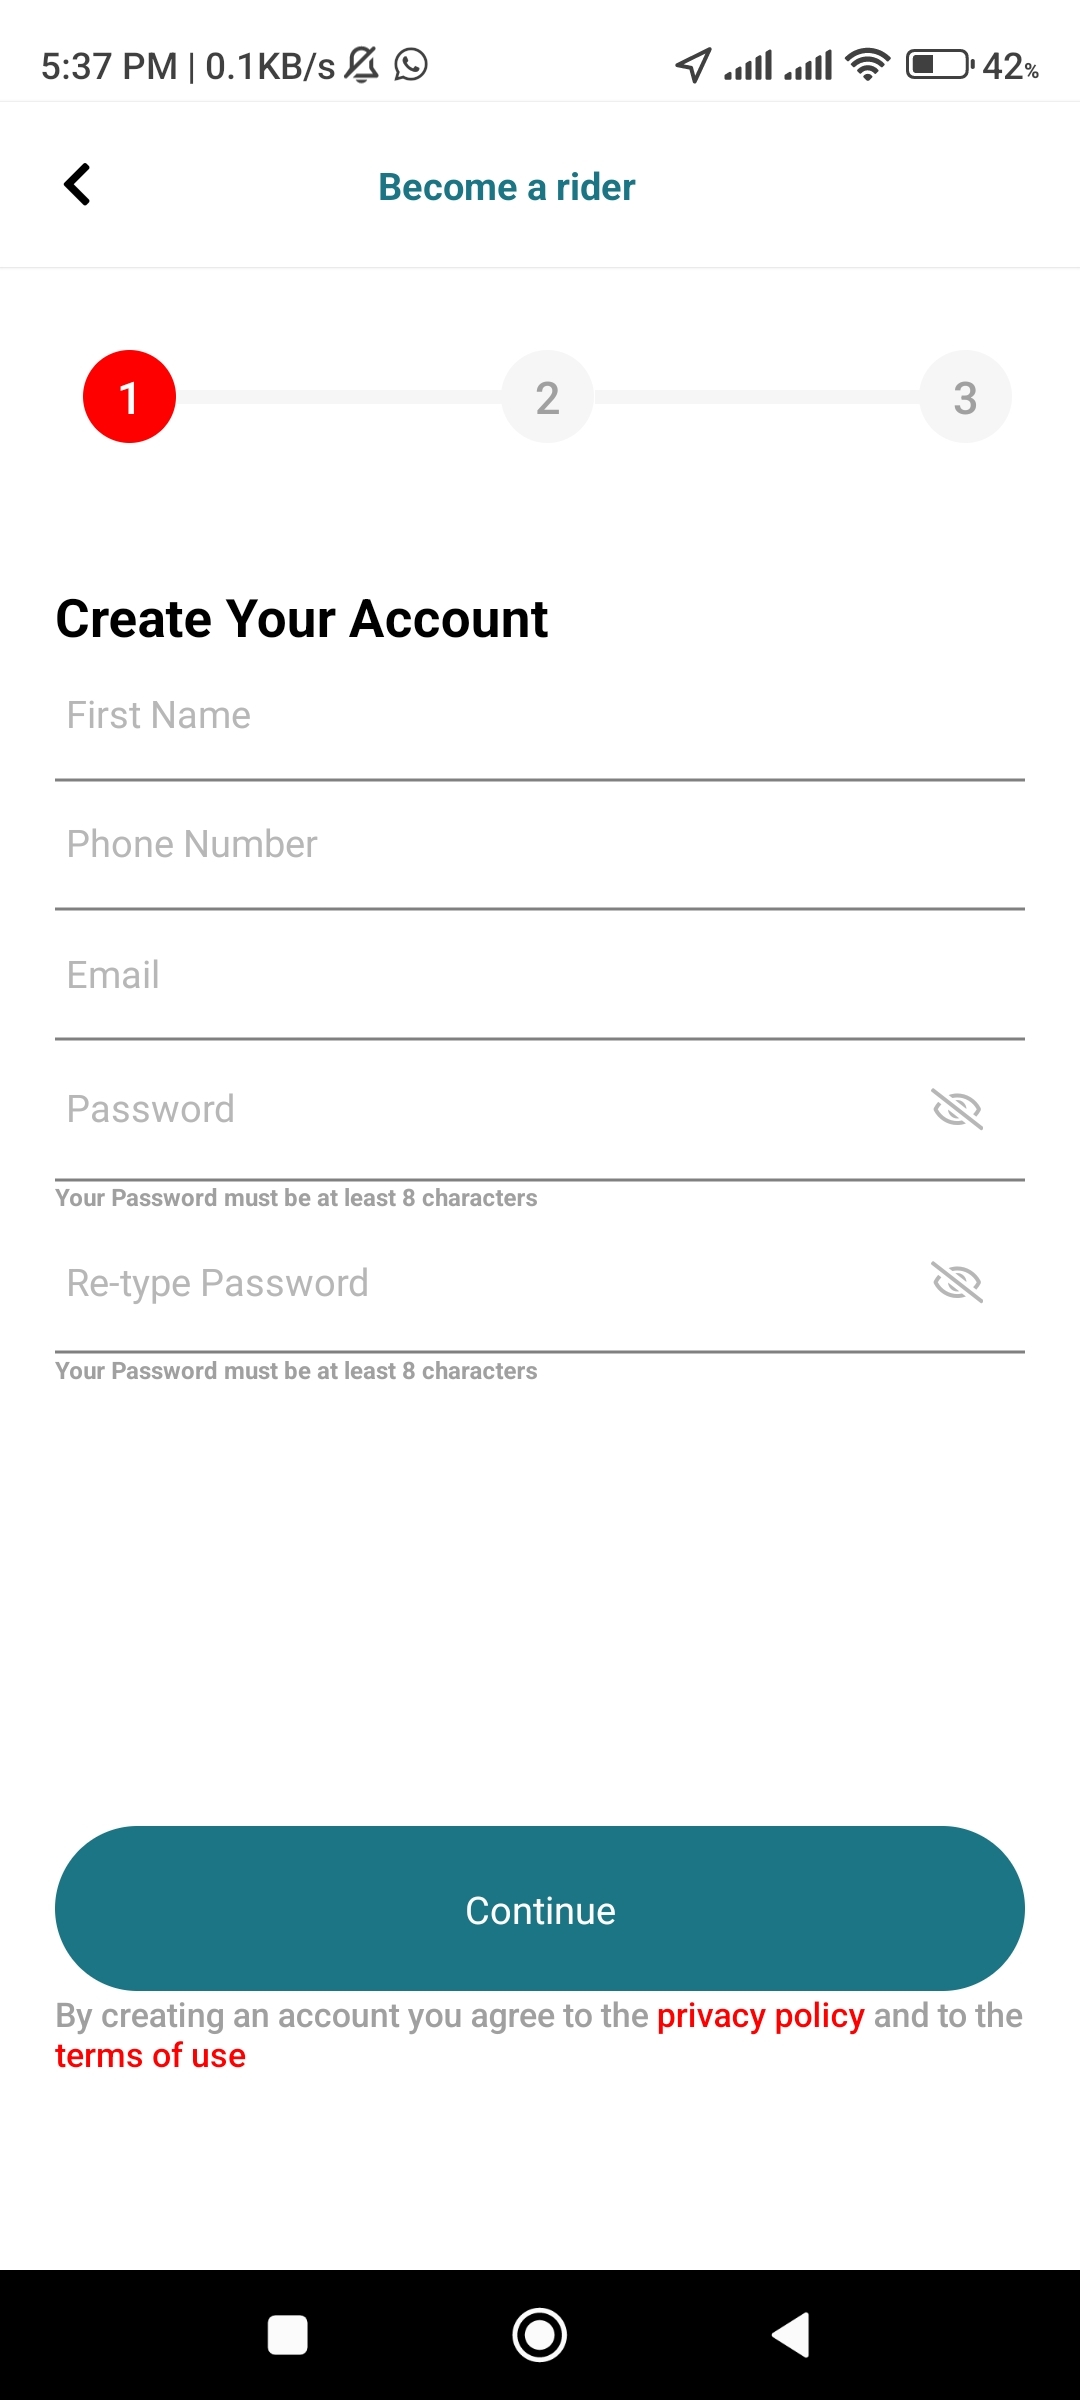 5:37 PM | 0.1KB/s 42%
Become a rider
1 2 3
Create Your Account
First Name
Phone Number
Email
Password
Your Password must be at least 8 characters
Re-type Password
Your Password must be at least 8 characters
Continue
By creating an account you agree to the privacy policy and to the
terms of use